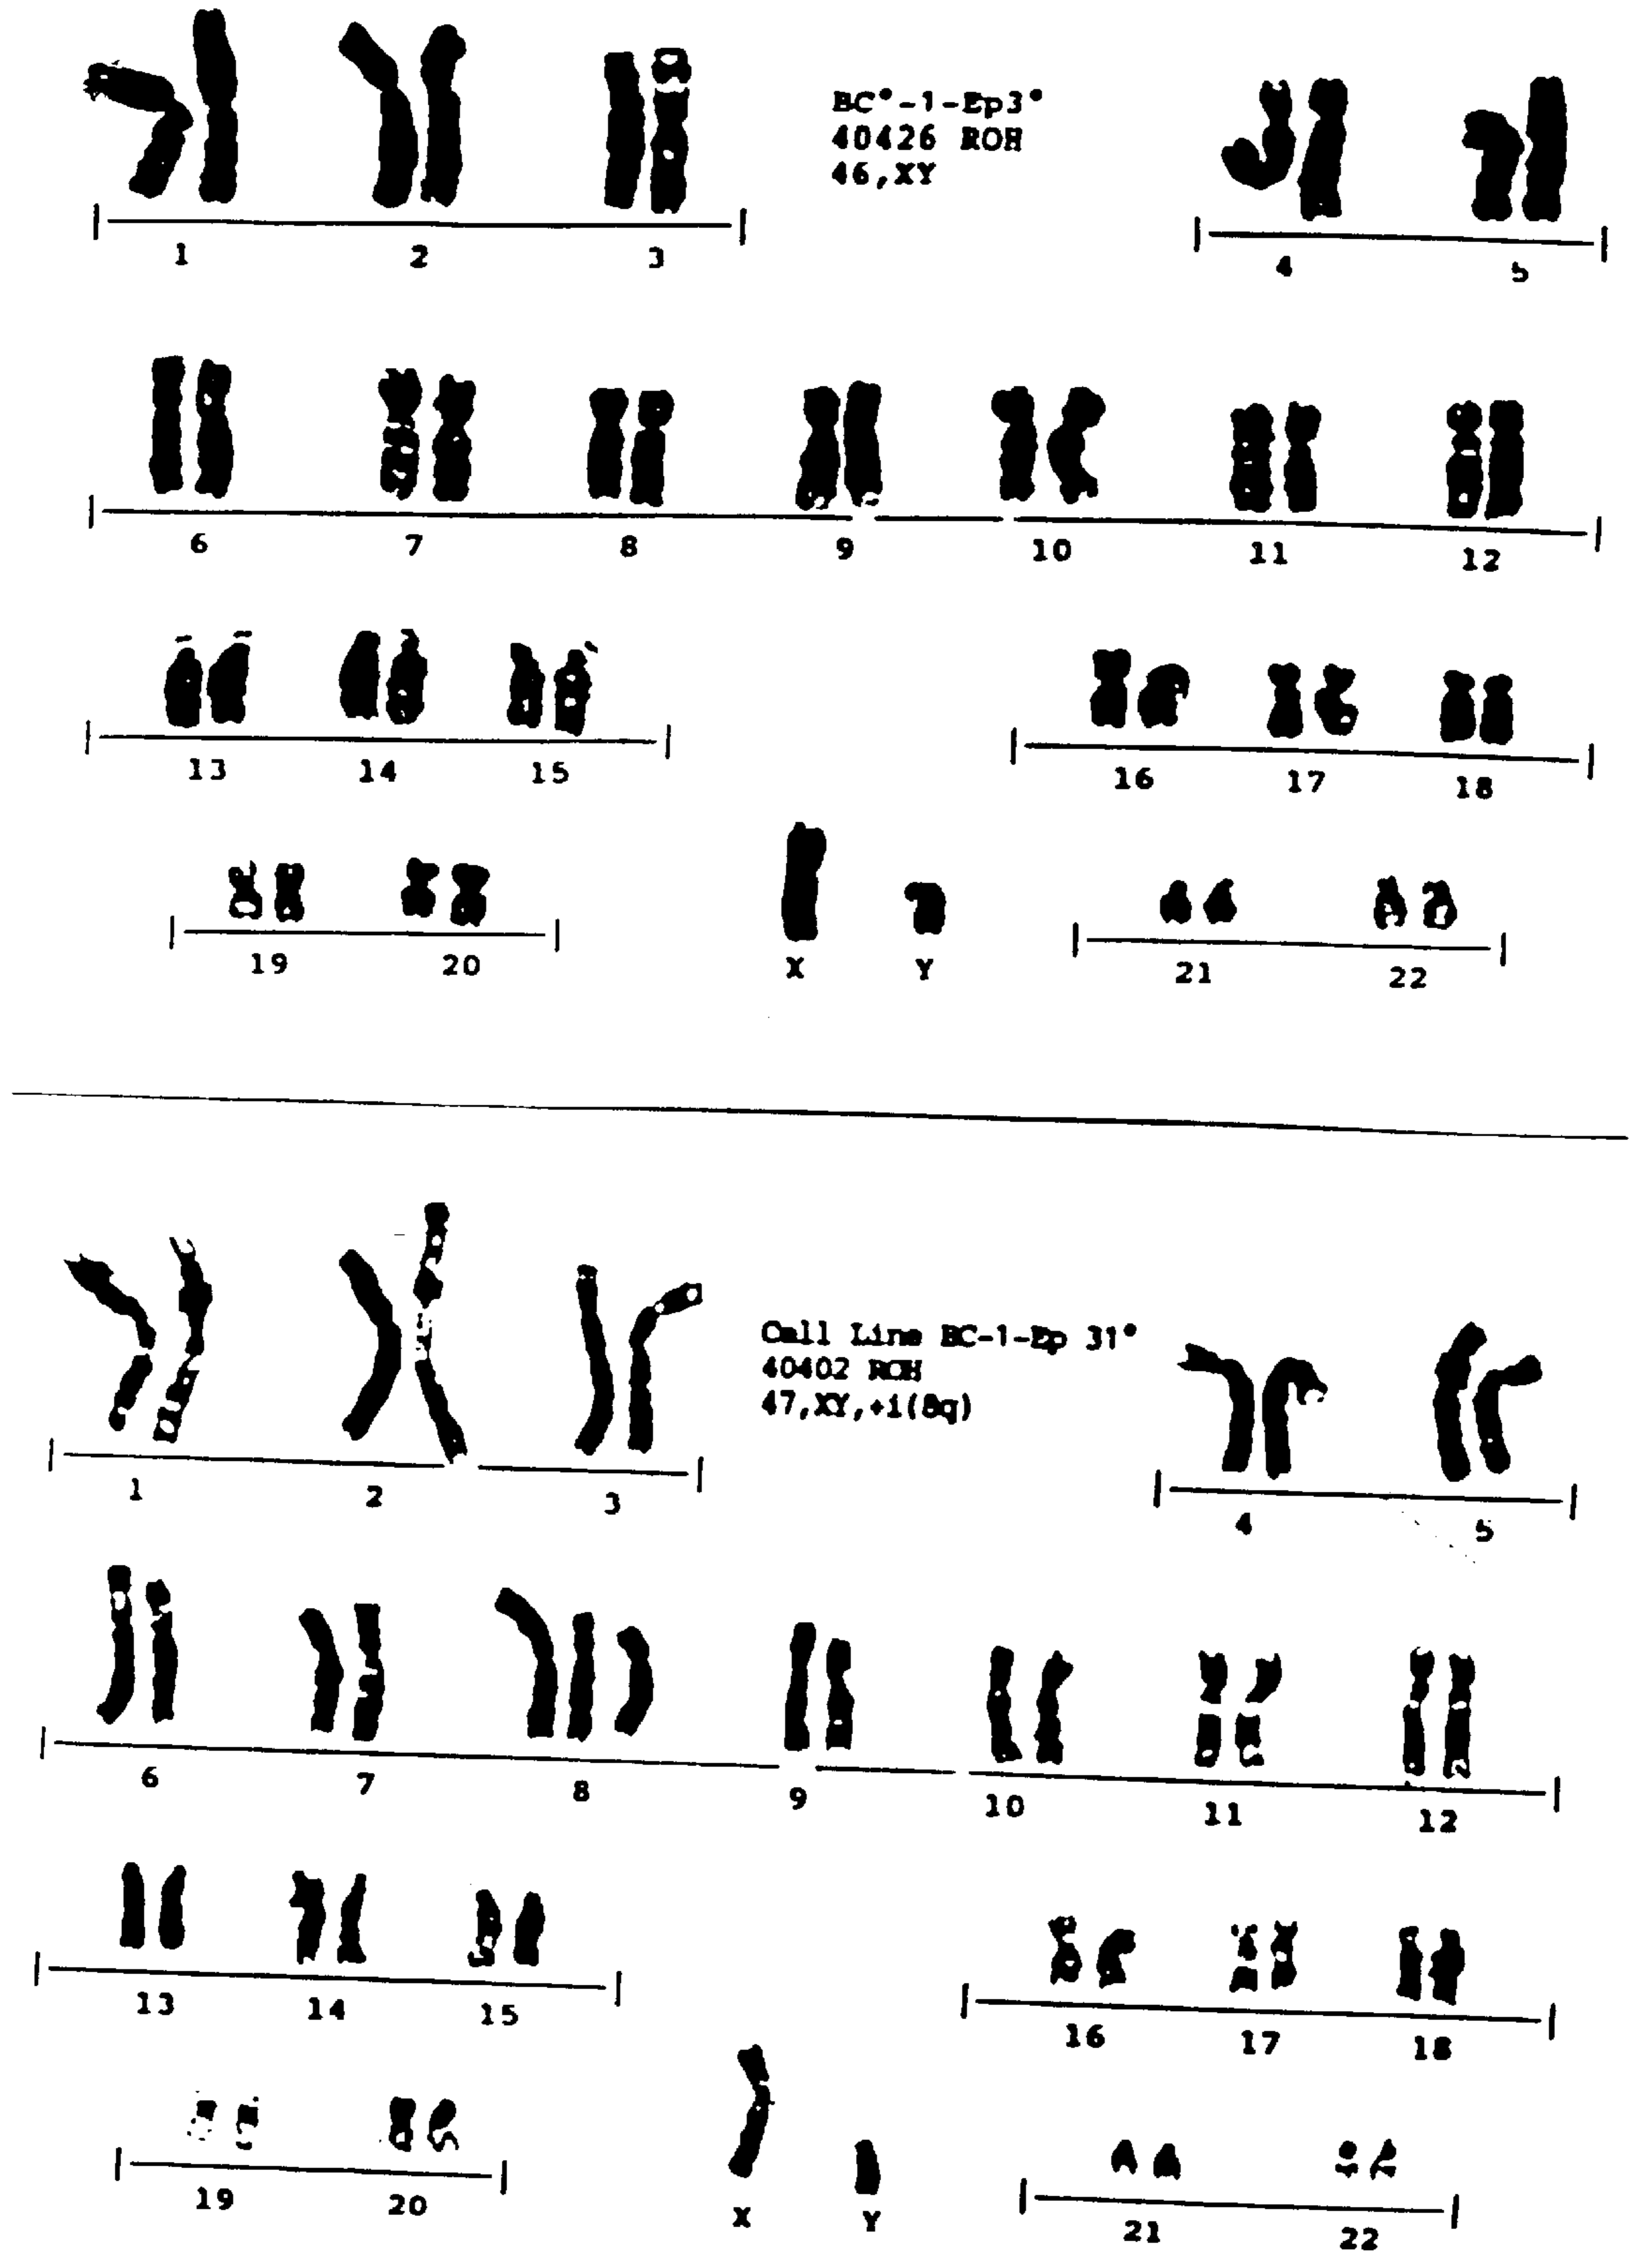 BC°-1-Ep3°
40426 ROH
46,XY
1 2 3 4 5
6 7 8 9 10 11 12
13 14 15 16 17 18
19 20 X Y 21 22
Cell Line BC-1-Ep 31°
40402 ROH
47,XY,+i(8q)
1 2 3 4 5
6 7 8 9 10 11 12
13 14 15 16 17 18
19 20 X Y 21 22